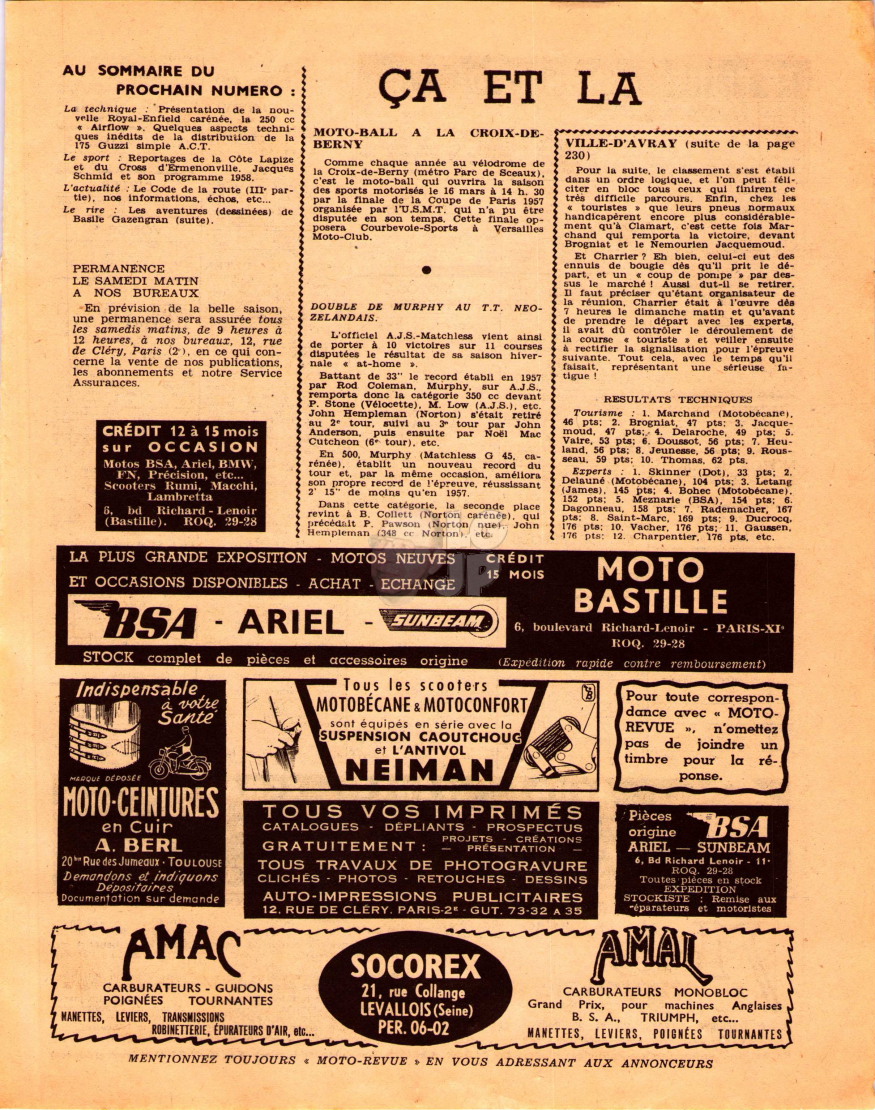 AU SOMMAIRE DU
PROCHAIN NUMERO :
La technique : Présentation de la nou-
velle Royal-Enfield carénée, la 250 cc
« Airflow ». Quelques aspects techni-
ques inédits de la distribution de la
175 Guzzi simple A.C.T.
Le sport : Reportages de la Côte Lapize
et du Cross d'Ermenonville. Jacques
Schmid et son programme 1958.
L'actualité : Le Code de la route (IIIe par-
tie), nos informations, échos, etc...
Le rire : Les aventures (dessinées) de
Basile Gazengran (suite).
PERMANENCE
LE SAMEDI MATIN
A NOS BUREAUX
En prévision de la belle saison,
une permanence sera assurée tous
les samedis matins, de 9 heures à
12 heures, à nos bureaux, 12, rue
de Cléry, Paris (2e), en ce qui con-
cerne la vente de nos publications,
les abonnements et notre Service
Assurances.
CRÉDIT 12 à 15 mois
sur OCCASION
Motos BSA, Ariel, BMW,
FN, Précision, etc...
Scooters Rumi, Macchi,
Lambretta
6, bd Richard-Lenoir
(Bastille). ROQ. 29-28
ÇA ET LA
MOTO-BALL A LA CROIX-DE-
BERNY
Comme chaque année au vélodrome de
la Croix-de-Berny (métro Parc de Sceaux),
c'est le moto-ball qui ouvrira la saison
des sports motorisés le 16 mars à 14 h. 30
par la finale de la Coupe de Paris 1957
organisée par l'U.S.M.T. qui n'a pu être
disputée en son temps. Cette finale op-
posera Courbevoie-Sports à Versailles
Moto-Club.
DOUBLE DE MURPHY AU T.T. NEO-
ZELANDAIS.
L'officiel A.J.S.-Matchless vient ainsi
de porter à 10 victoires sur 11 courses
disputées le résultat de sa saison hiver-
nale « at-home ».
Battant de 33" le record établi en 1957
par Rod Coleman, Murphy, sur A.J.S.,
remporta donc la catégorie 350 cc devant
P. Stone (Vélocette), M. Low (A.J.S.), etc.
John Hempleman (Norton) s'était retiré
au 2e tour, suivi au 3e tour par John
Anderson, puis ensuite par Noël Mac
Cutcheon (6e tour), etc.
En 500, Murphy (Matchless G 45, ca-
rénée), établit un nouveau record du
tour et, par la même occasion, améliora
son propre record de l'épreuve, réussissant
2' 15" de moins qu'en 1957.
Dans cette catégorie, la seconde place
revint à B. Collett (Norton carénée), qui
précédait P. Pawson (Norton nue), John
Hempleman (348 cc Norton), etc.
VILLE-D'AVRAY (suite de la page
230)
Pour la suite, le classement s'est établi
dans un ordre logique, et l'on peut féli-
citer en bloc tous ceux qui finirent ce
très difficile parcours. Enfin, chez les
« touristes » que leurs pneus normaux
handicapèrent encore plus considérable-
ment qu'à Clamart, c'est cette fois Mar-
chand qui remporta la victoire, devant
Brogniat et le Nemourien Jacquemoud.
Et Charrier ? Eh bien, celui-ci eut des
ennuis de bougie dès qu'il prit le dé-
part, et un « coup de pompe » par des-
sus le marché ! Aussi dut-il se retirer.
Il faut préciser qu'étant organisateur de
la réunion, Charrier était à l'œuvre dès
7 heures le dimanche matin et qu'avant
de prendre le départ avec les experts,
il avait dû contrôler le déroulement de
la course « touriste » et veiller ensuite
à rectifier la signalisation pour l'épreuve
suivante. Tout cela, avec le temps qu'il
faisait, représentant une sérieuse fa-
tigue !
RESULTATS TECHNIQUES
Tourisme : 1. Marchand (Motobécane),
46 pts; 2. Brogniat, 47 pts; 3. Jacque-
moud, 47 pts; 4. Delaroche, 49 pts; 5.
Vaire, 53 pts; 6. Doussot, 56 pts; 7. Heu-
land, 56 pts; 8. Jeunesse, 56 pts; 9. Rous-
seau, 59 pts; 10. Thomas, 62 pts.
Experts : 1. Skinner (Dot), 33 pts; 2.
Delauné (Motobécane), 104 pts; 3. Letang
(James), 145 pts; 4. Bohec (Motobécane),
152 pts; 5. Meznarie (BSA), 154 pts; 6.
Dagonneau, 158 pts; 7. Rademacher, 167
pts; 8. Saint-Marc, 169 pts; 9. Ducrocq,
176 pts; 10. Vacher, 176 pts; 11. Gaussen,
176 pts; 12. Charpentier, 176 pts, etc.
LA PLUS GRANDE EXPOSITION - MOTOS NEUVES
ET OCCASIONS DISPONIBLES - ACHAT - ECHANGE
CRÉDIT
15 MOIS
MOTO
BASTILLE
BSA - ARIEL - SUNBEAM
6, boulevard Richard-Lenoir - PARIS-XIe
ROQ. 29-28
STOCK complet de pièces et accessoires origine (Expédition rapide contre remboursement)
Indispensable
à votre
Santé
MARQUE DÉPOSÉE
MOTO-CEINTURES
en Cuir
A. BERL
20bis Rue des Jumeaux - TOULOUSE
Demandons et indiquons
Dépositaires
Documentation sur demande
Tous les scooters
MOTOBÉCANE & MOTOCONFORT
sont équipés en série avec la
SUSPENSION CAOUTCHOUC
et L'ANTIVOL
NEIMAN
Pour toute correspon-
dance avec « MOTO-
REVUE », n'omettez
pas de joindre un
timbre pour la ré-
ponse.
TOUS VOS IMPRIMÉS
CATALOGUES - DÉPLIANTS - PROSPECTUS
GRATUITEMENT : PROJETS - CRÉATIONS
— PRÉSENTATION —
TOUS TRAVAUX DE PHOTOGRAVURE
CLICHÉS - PHOTOS - RETOUCHES - DESSINS
AUTO-IMPRESSIONS PUBLICITAIRES
12, RUE DE CLÉRY, PARIS-2e - GUT. 73-32 A 35
Pièces
origine BSA
ARIEL — SUNBEAM
6, Bd Richard Lenoir - 11e
ROQ. 29-28
Toutes pièces en stock
EXPEDITION
STOCKISTE : Remise aux
réparateurs et motoristes
AMAC
CARBURATEURS - GUIDONS
POIGNÉES TOURNANTES
MANETTES, LEVIERS, TRANSMISSIONS
ROBINETTERIE, ÉPURATEURS D'AIR, etc...
SOCOREX
21, rue Collange
LEVALLOIS (Seine)
PER. 06-02
AMAL
CARBURATEURS MONOBLOC
Grand Prix, pour machines Anglaises
B. S. A., TRIUMPH, etc...
MANETTES, LEVIERS, POIGNÉES TOURNANTES
MENTIONNEZ TOUJOURS « MOTO-REVUE » EN VOUS ADRESSANT AUX ANNONCEURS